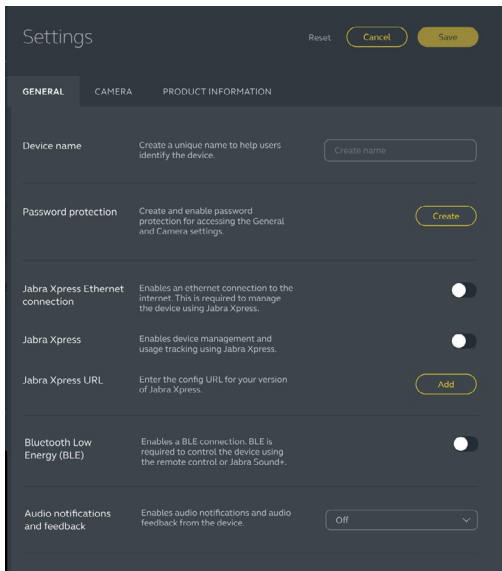 Settings
Reset
Cancel
Save
GENERAL
CAMERA
PRODUCT INFORMATION
Device name
Create a unique name to help users
identify the device.
Create name
Password protection
Create and enable password
protection for accessing the General
and Camera settings.
Create
Jabra Xpress Ethernet
connection
Enables an ethernet connection to the
internet. This is required to manage
the device using Jabra Xpress.
Jabra Xpress
Enables device management and
usage tracking using Jabra Xpress.
Jabra Xpress URL
Enter the config URL for your version
of Jabra Xpress.
Add
Bluetooth Low
Energy (BLE)
Enables a BLE connection. BLE is
required to control the device using
the remote control or Jabra Sound+.
Audio notifications
and feedback
Enables audio notifications and audio
feedback from the device.
Off